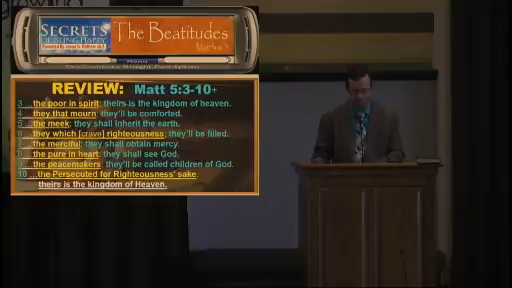 SECRETS
OF BEING HAPPY
The Beatitudes
Matthew 5
Menu
REVIEW: Matt 5:3-10+
3 ...the poor in spirit; theirs is the kingdom of heaven.
4 ...they that mourn; they'll be comforted.
5 ...the meek; they shall inherit the earth.
6 ...they which [crave] righteousness; they'll be filled.
7 ...the merciful; they shall obtain mercy.
8 ...the pure in heart; they shall see God.
9 ...the peacemakers; they'll be called children of God.
10 ...the Persecuted for Righteousness' sake.
theirs is the kingdom of Heaven.